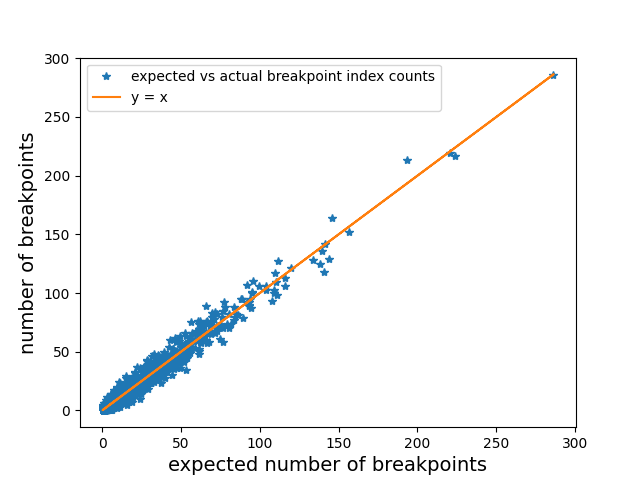 expected vs actual breakpoint index counts
y = x
300
250
200
150
100
50
0
number of breakpoints
0 50 100 150 200 250 300
expected number of breakpoints